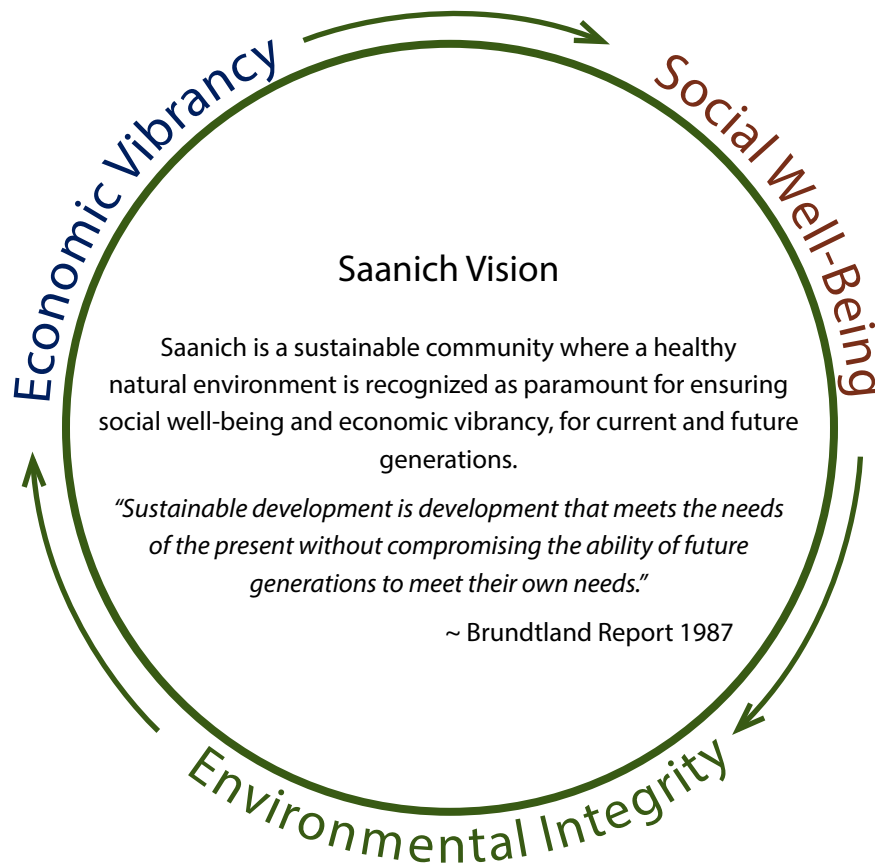 Economic Vibrancy
Social Well-Being
Saanich Vision
Saanich is a sustainable community where a healthy
natural environment is recognized as paramount for ensuring
social well-being and economic vibrancy, for current and future
generations.
“Sustainable development is development that meets the needs
of the present without compromising the ability of future
generations to meet their own needs.”
~ Brundtland Report 1987
Environmental Integrity